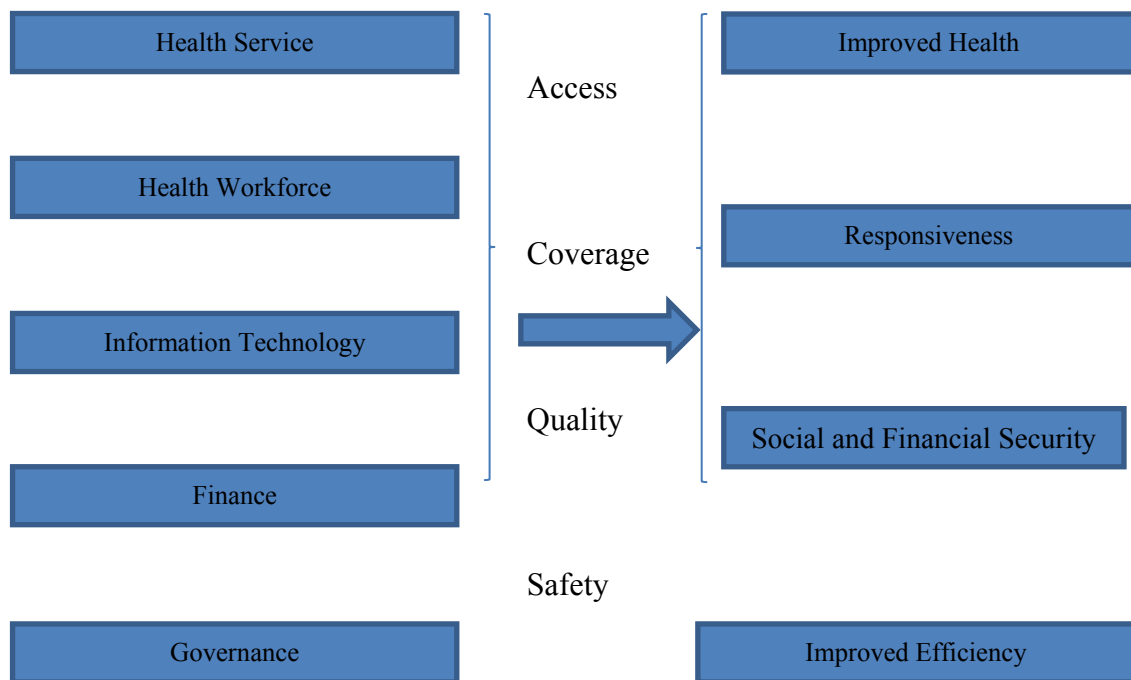 Health Service
Health Workforce
Information Technology
Finance
Governance
Access
Coverage
Quality
Safety
Improved Health
Responsiveness
Social and Financial Security
Improved Efficiency